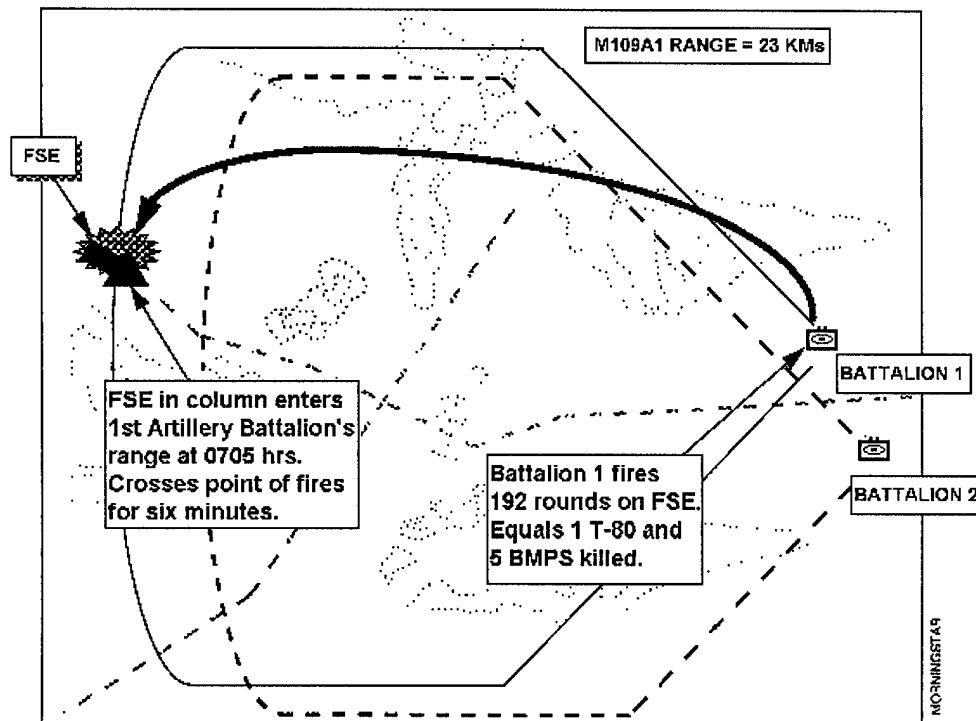 M109A1 RANGE = 23 KMs
FSE
BATTALION 1
FSE in column enters
1st Artillery Battalion's
range at 0705 hrs.
Crosses point of fires
for six minutes.
Battalion 1 fires
192 rounds on FSE.
Equals 1 T-80 and
5 BMPS killed.
BATTALION 2
MORNINGSTAR